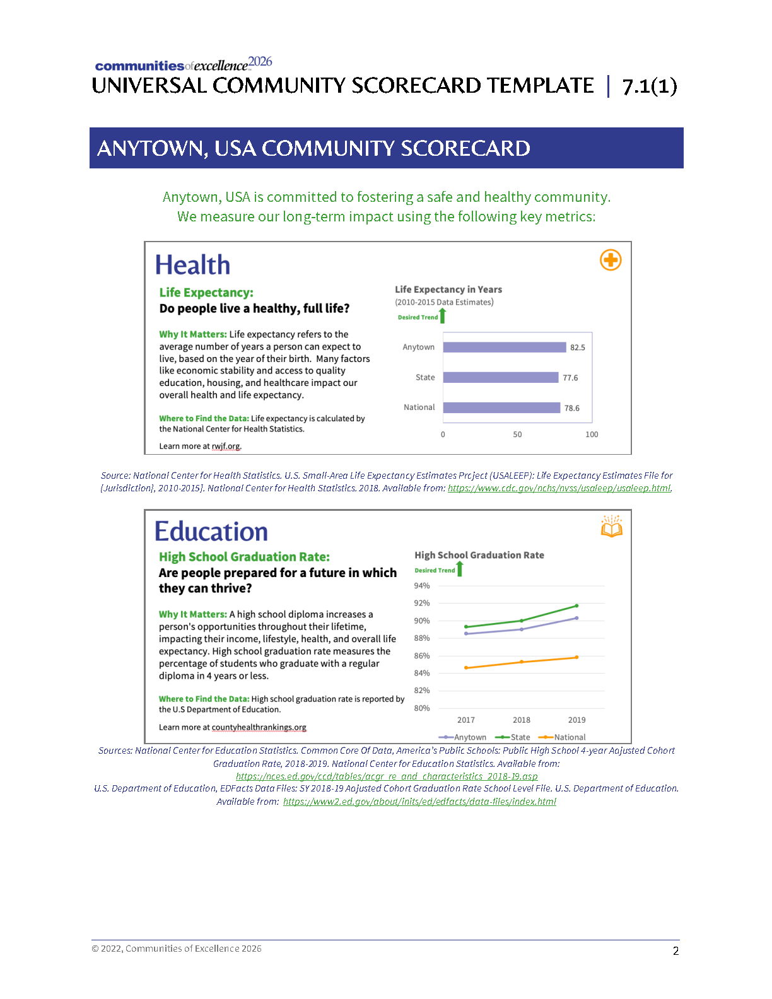 communitiesofexcellence2026
UNIVERSAL COMMUNITY SCORECARD TEMPLATE | 7.1(1)
ANYTOWN, USA COMMUNITY SCORECARD
Anytown, USA is committed to fostering a safe and healthy community.
We measure our long-term impact using the following key metrics:
Health
Life Expectancy:
Do people live a healthy, full life?
Why It Matters: Life expectancy refers to the
average number of years a person can expect to
live, based on the year of their birth. Many factors
like economic stability and access to quality
education, housing, and healthcare impact our
overall health and life expectancy.
Where to Find the Data: Life expectancy is calculated by
the National Center for Health Statistics.
Learn more at rwjf.org.
Life Expectancy in Years
(2010-2015 Data Estimates)
Desired Trend
Anytown 82.5
State 77.6
National 78.6
0 50 100
Source: National Center for Health Statistics. U.S. Small-Area Life Expectancy Estimates Project (USALEEP): Life Expectancy Estimates File for
{Jurisdiction}, 2010-2015]. National Center for Health Statistics. 2018. Available from: https://www.cdc.gov/nchs/nvss/usaleep/usaleep.html.
Education
High School Graduation Rate:
Are people prepared for a future in which
they can thrive?
Why It Matters: A high school diploma increases a
person's opportunities throughout their lifetime,
impacting their income, lifestyle, health, and overall life
expectancy. High school graduation rate measures the
percentage of students who graduate with a regular
diploma in 4 years or less.
Where to Find the Data: High school graduation rate is reported by
the U.S Department of Education.
Learn more at countyhealthrankings.org
High School Graduation Rate
Desired Trend
94%
92%
90%
88%
86%
84%
82%
80%
2017 2018 2019
Anytown State National
Sources: National Center for Education Statistics. Common Core Of Data, America's Public Schools: Public High School 4-year Adjusted Cohort
Graduation Rate, 2018-2019. National Center for Education Statistics. Available from:
https://nces.ed.gov/ccd/tables/acgr_re_and_characteristics_2018-19.asp
U.S. Department of Education, EDFacts Data Files: SY 2018-19 Adjusted Cohort Graduation Rate School Level File. U.S. Department of Education.
Available from: https://www2.ed.gov/about/inits/ed/edfacts/data-files/index.html
© 2022, Communities of Excellence 2026
2